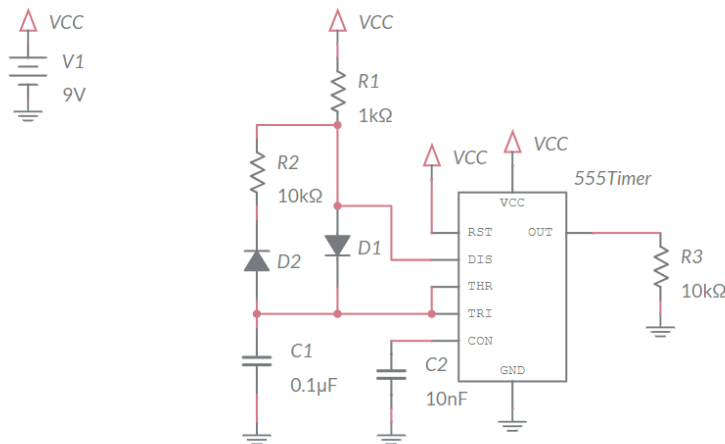 VCC
V1
9V
VCC
R1
1kΩ
R2
10kΩ
D2
D1
VCC
VCC
555Timer
VCC
RST
OUT
DIS
THR
TRI
CON
GND
R3
10kΩ
C1
0.1µF
C2
10nF